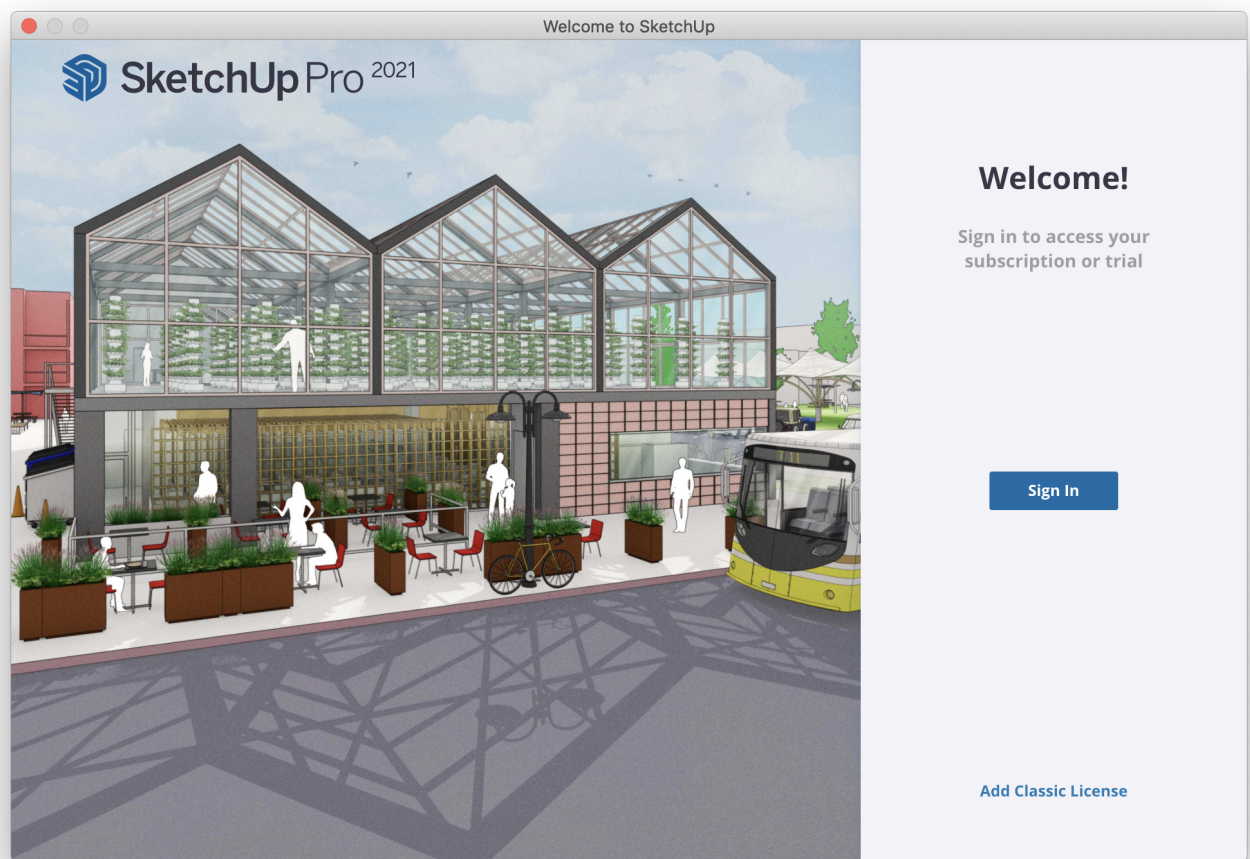 Welcome to SketchUp
SketchUp Pro 2021
Welcome!
Sign in to access your
subscription or trial
Sign In
Add Classic License